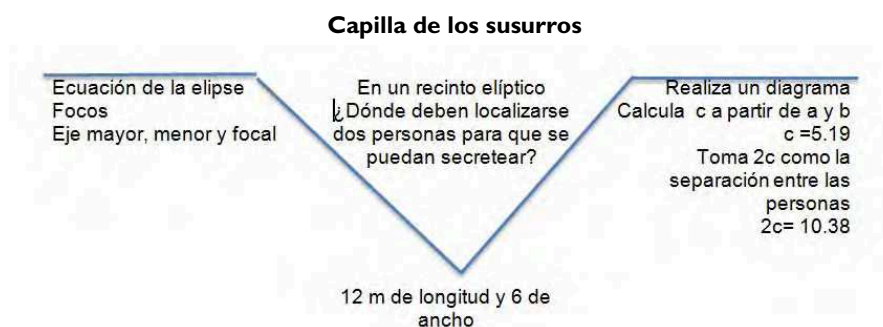 Capilla de los susurros
Ecuación de la elipse
Focos
Eje mayor, menor y focal
En un recinto elíptico
¿Dónde deben localizarse
dos personas para que se
puedan secretear?
Realiza un diagrama
Calcula c a partir de a y b
c =5.19
Toma 2c como la
separación entre las
personas
2c= 10.38
12 m de longitud y 6 de
ancho